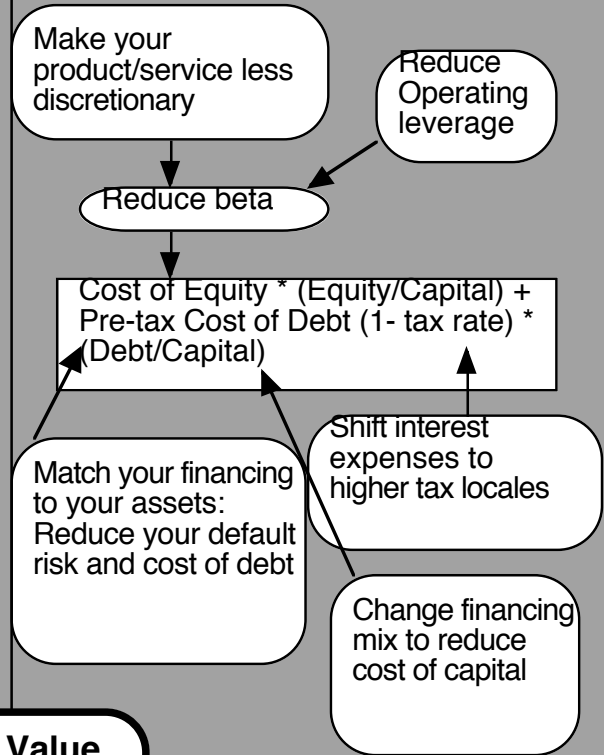 Make your
product/service less
discretionary
Reduce
Operating
leverage
Reduce beta
Cost of Equity * (Equity/Capital) +
Pre-tax Cost of Debt (1- tax rate) *
(Debt/Capital)
Shift interest
expenses to
higher tax locales
Match your financing
to your assets:
Reduce your default
risk and cost of debt
Change financing
mix to reduce
cost of capital
Value